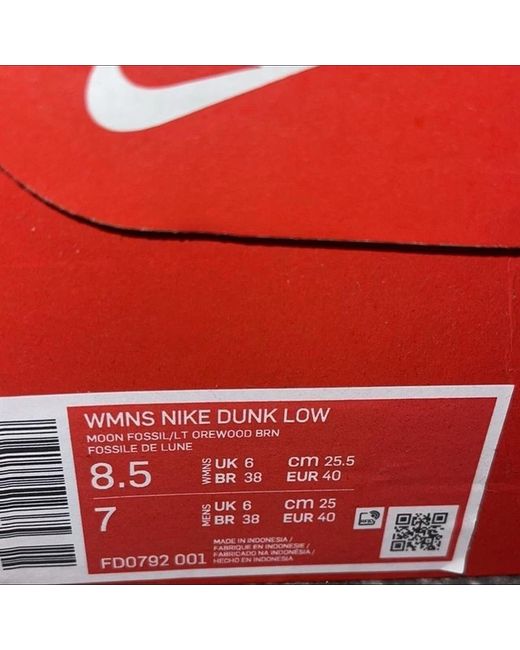 WMNS NIKE DUNK LOW
MOON FOSSIL/LT OREWOOD BRN
FOSSILE DE LUNE
8.5 WMNS UK 6 cm 25.5
BR 38 EUR 40
7 MENS UK 6 cm 25
BR 38 EUR 40
MADE IN INDONESIA /
FABRIQUE EN INDONESIE /
FABRICADO NA INDONÉSIA /
HECHO EN INDONESIA
FD0792 001